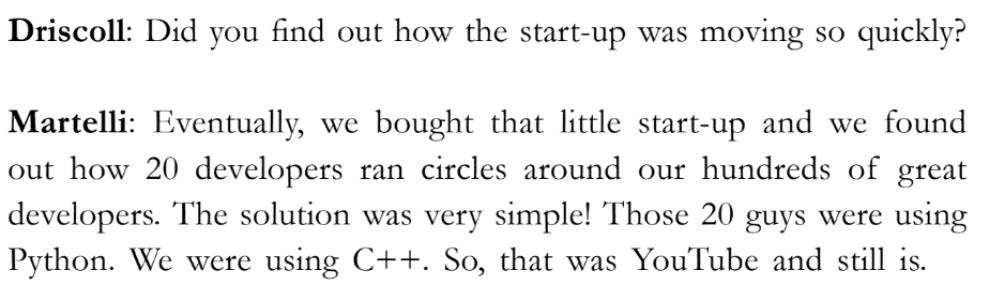 Driscoll: Did you find out how the start-up was moving so quickly?
Martelli: Eventually, we bought that little start-up and we found
out how 20 developers ran circles around our hundreds of great
developers. The solution was very simple! Those 20 guys were using
Python. We were using C++. So, that was YouTube and still is.